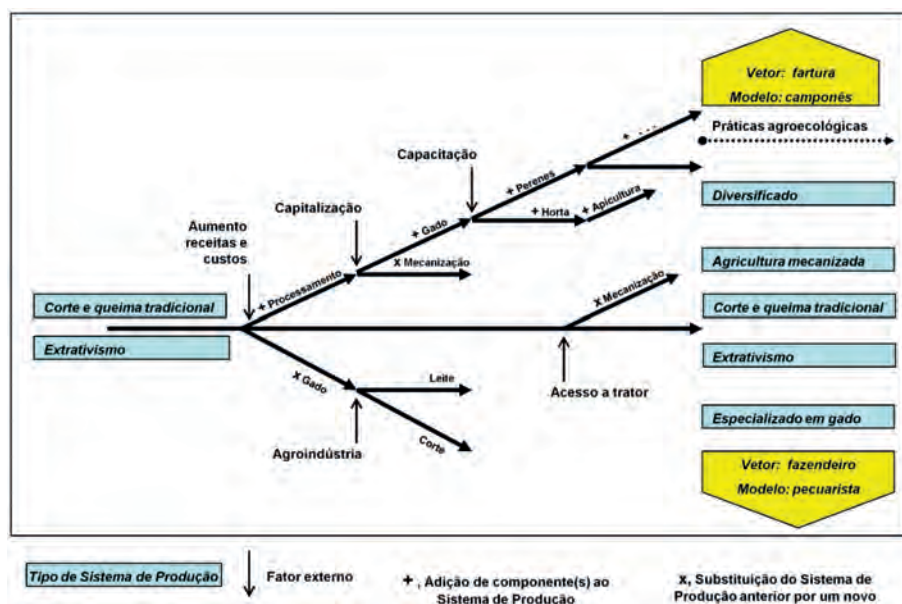 Vetor: fartura
Modelo: camponês
+ ...
Práticas agroecológicas
Capacitação
+ Perenes
Diversificado
+ Horta
+ Apicultura
Capitalização
Aumento
receitas e
custos
+ Gado
x Mecanização
Agricultura mecanizada
+ Processamento
x Mecanização
Corte e queima tradicional
Corte e queima tradicional
Extrativismo
Extrativismo
x Gado
Leite
Acesso a trator
Corte
Especializado em gado
Agroindústria
Vetor: fazendeiro
Modelo: pecuarista
Tipo de Sistema de Produção
Fator externo
+ , Adição de componente(s) ao
Sistema de Produção
x, Substituição do Sistema de
Produção anterior por um novo